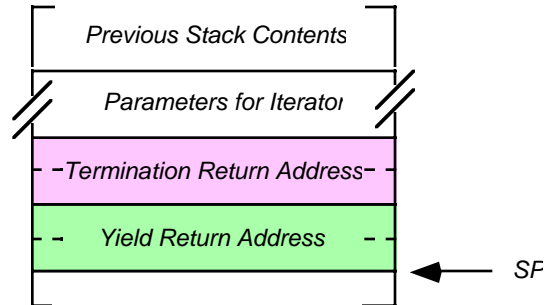 Previous Stack Contents
Parameters for Iterator
Termination Return Address
Yield Return Address
SP